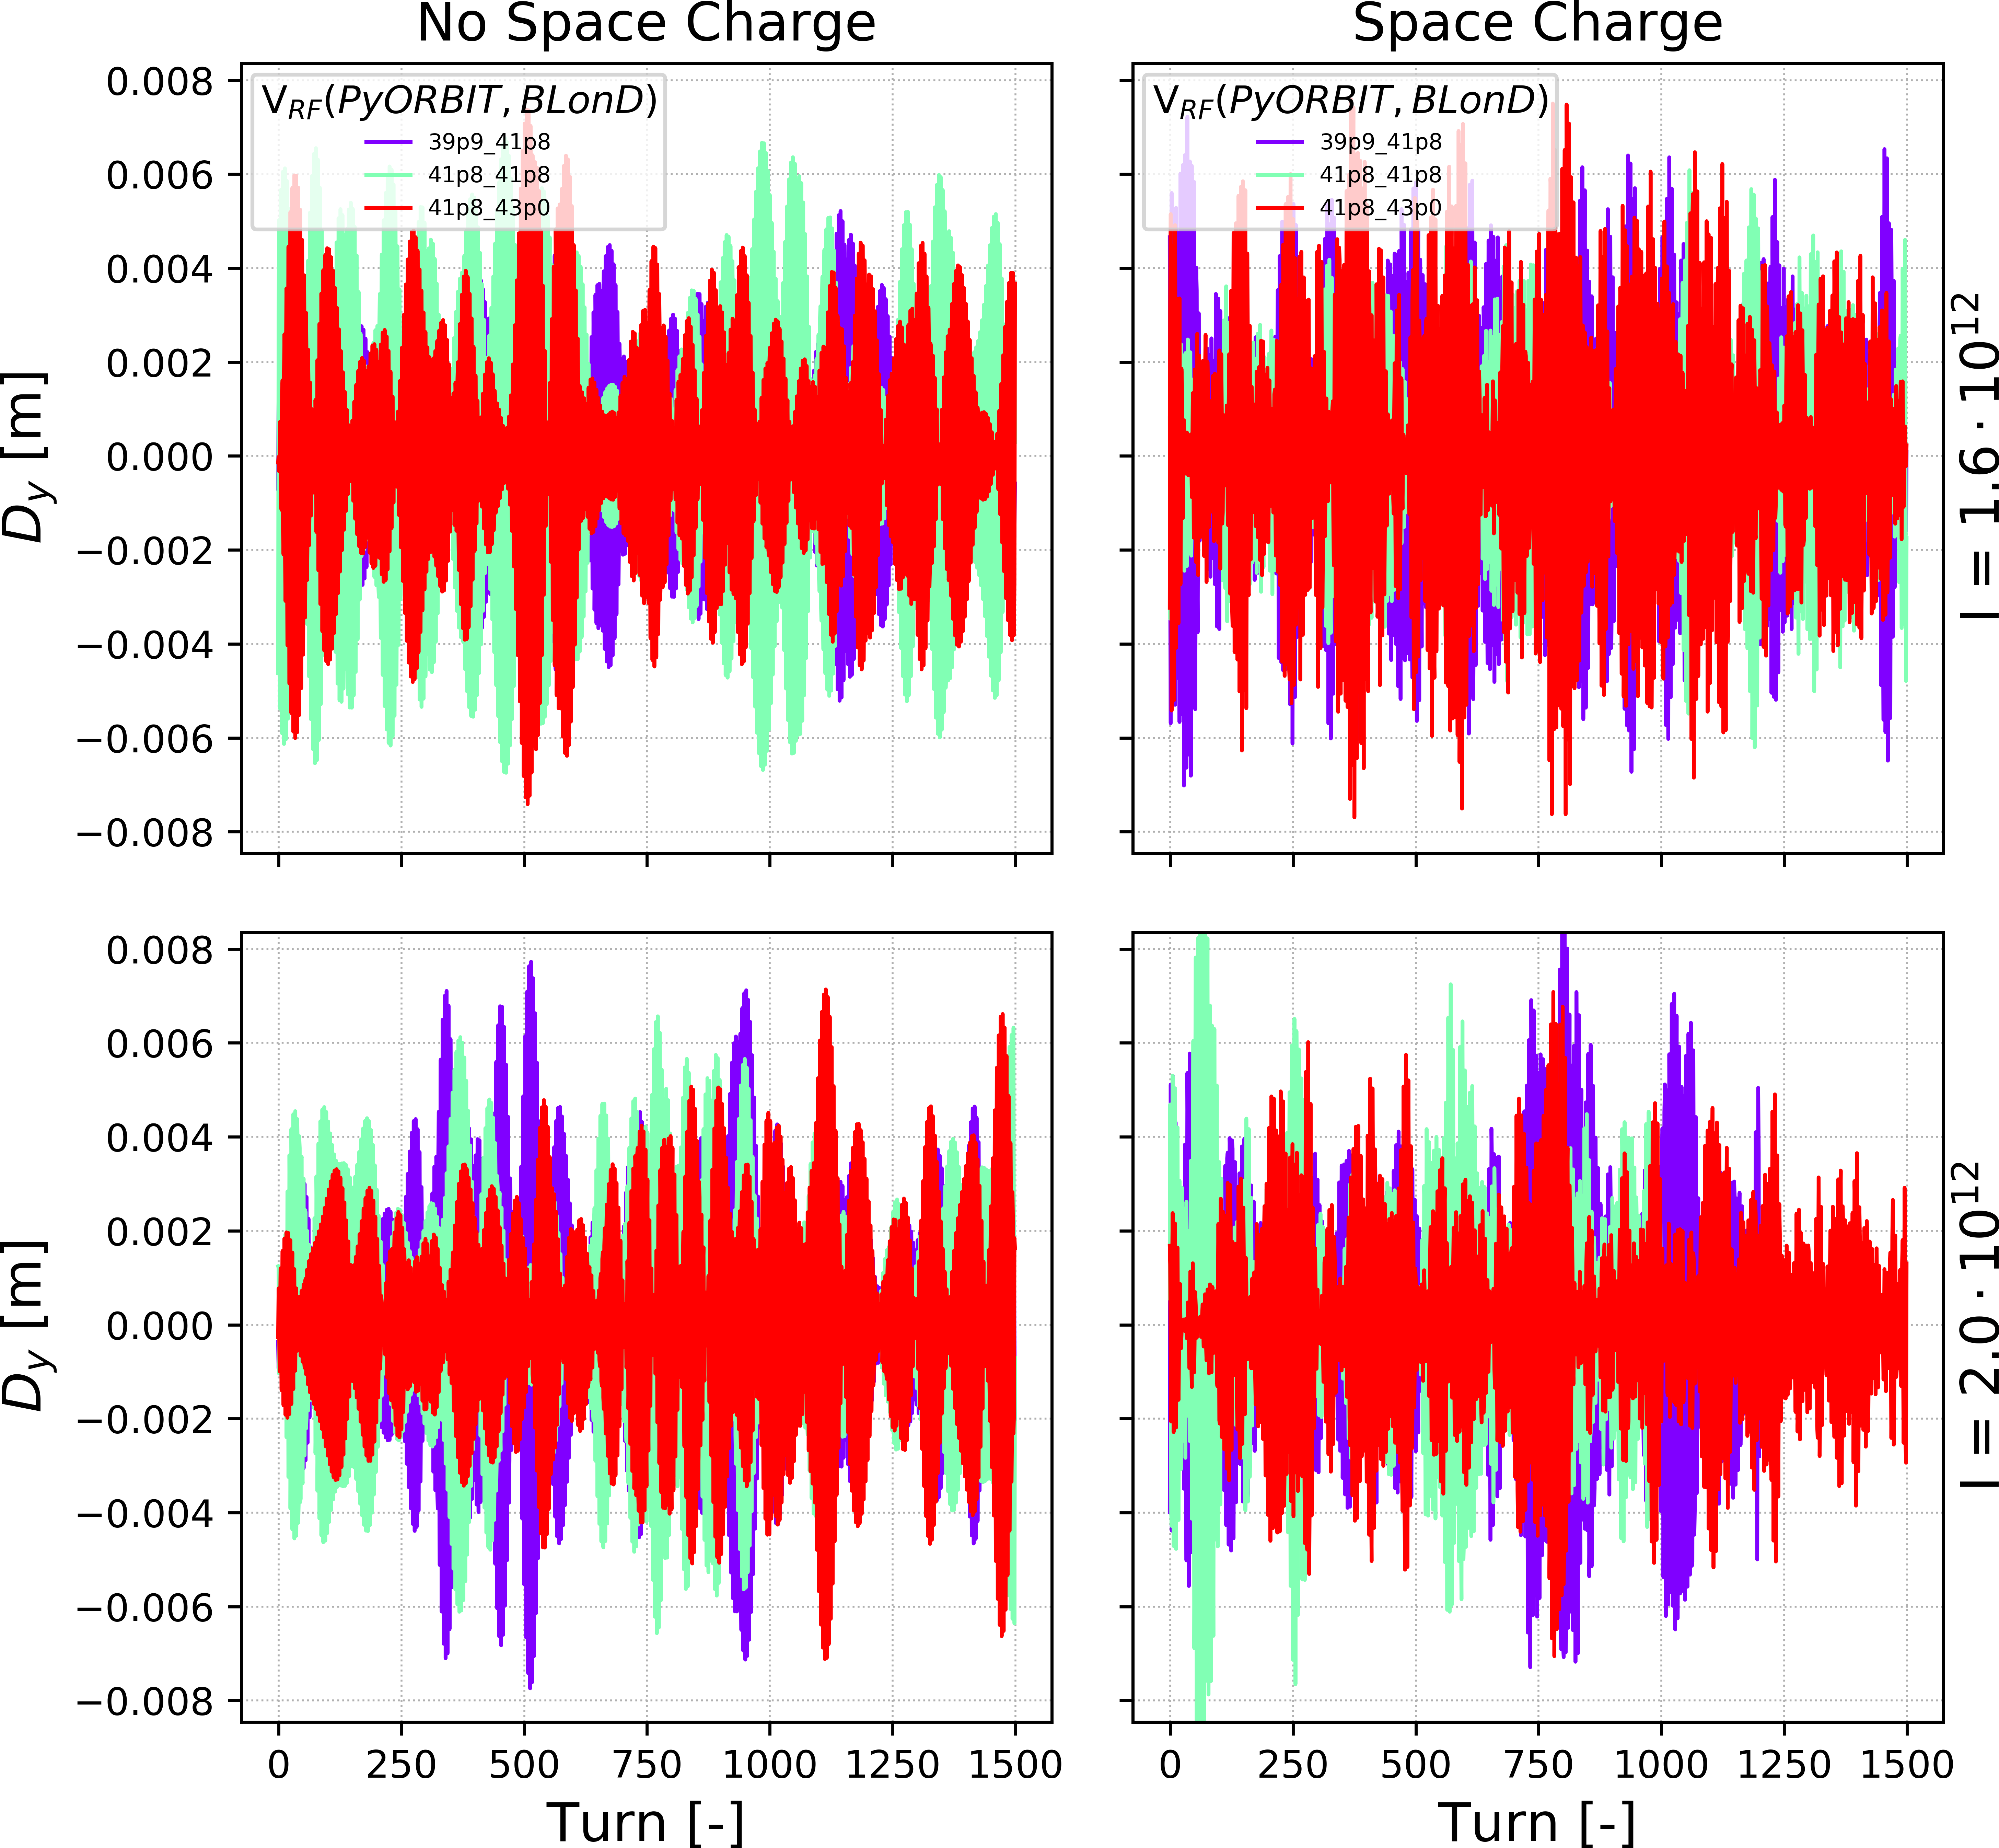 No Space Charge
Space Charge
0.008
0.006
0.004
0.002
0.000
−0.002
−0.004
−0.006
−0.008
D_y [m]
V_RF(PyORBIT, BLonD)
39p9_41p8
41p8_41p8
41p8_43p0
V_RF(PyORBIT, BLonD)
39p9_41p8
41p8_41p8
41p8_43p0
I = 1.6 · 10^12
0.008
0.006
0.004
0.002
0.000
−0.002
−0.004
−0.006
−0.008
D_y [m]
I = 2.0 · 10^12
0 250 500 750 1000 1250 1500
0 250 500 750 1000 1250 1500
Turn [-]
Turn [-]